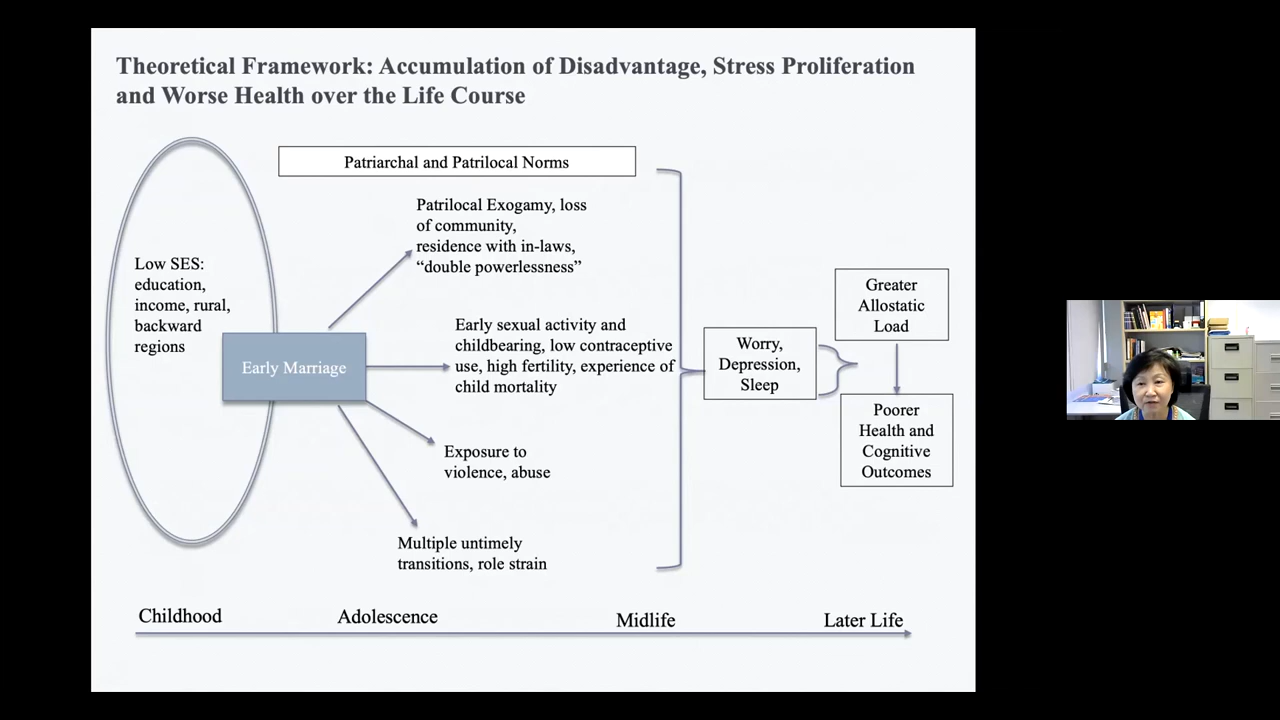 Theoretical Framework: Accumulation of Disadvantage, Stress Proliferation
and Worse Health over the Life Course
Patriarchal and Patrilocal Norms
Low SES:
education,
income, rural,
backward
regions
Early Marriage
Patrilocal Exogamy, loss
of community,
residence with in-laws,
“double powerlessness”
Early sexual activity and
childbearing, low contraceptive
use, high fertility, experience of
child mortality
Exposure to
violence, abuse
Multiple untimely
transitions, role strain
Worry,
Depression,
Sleep
Greater
Allostatic
Load
Poorer
Health and
Cognitive
Outcomes
Childhood
Adolescence
Midlife
Later Life